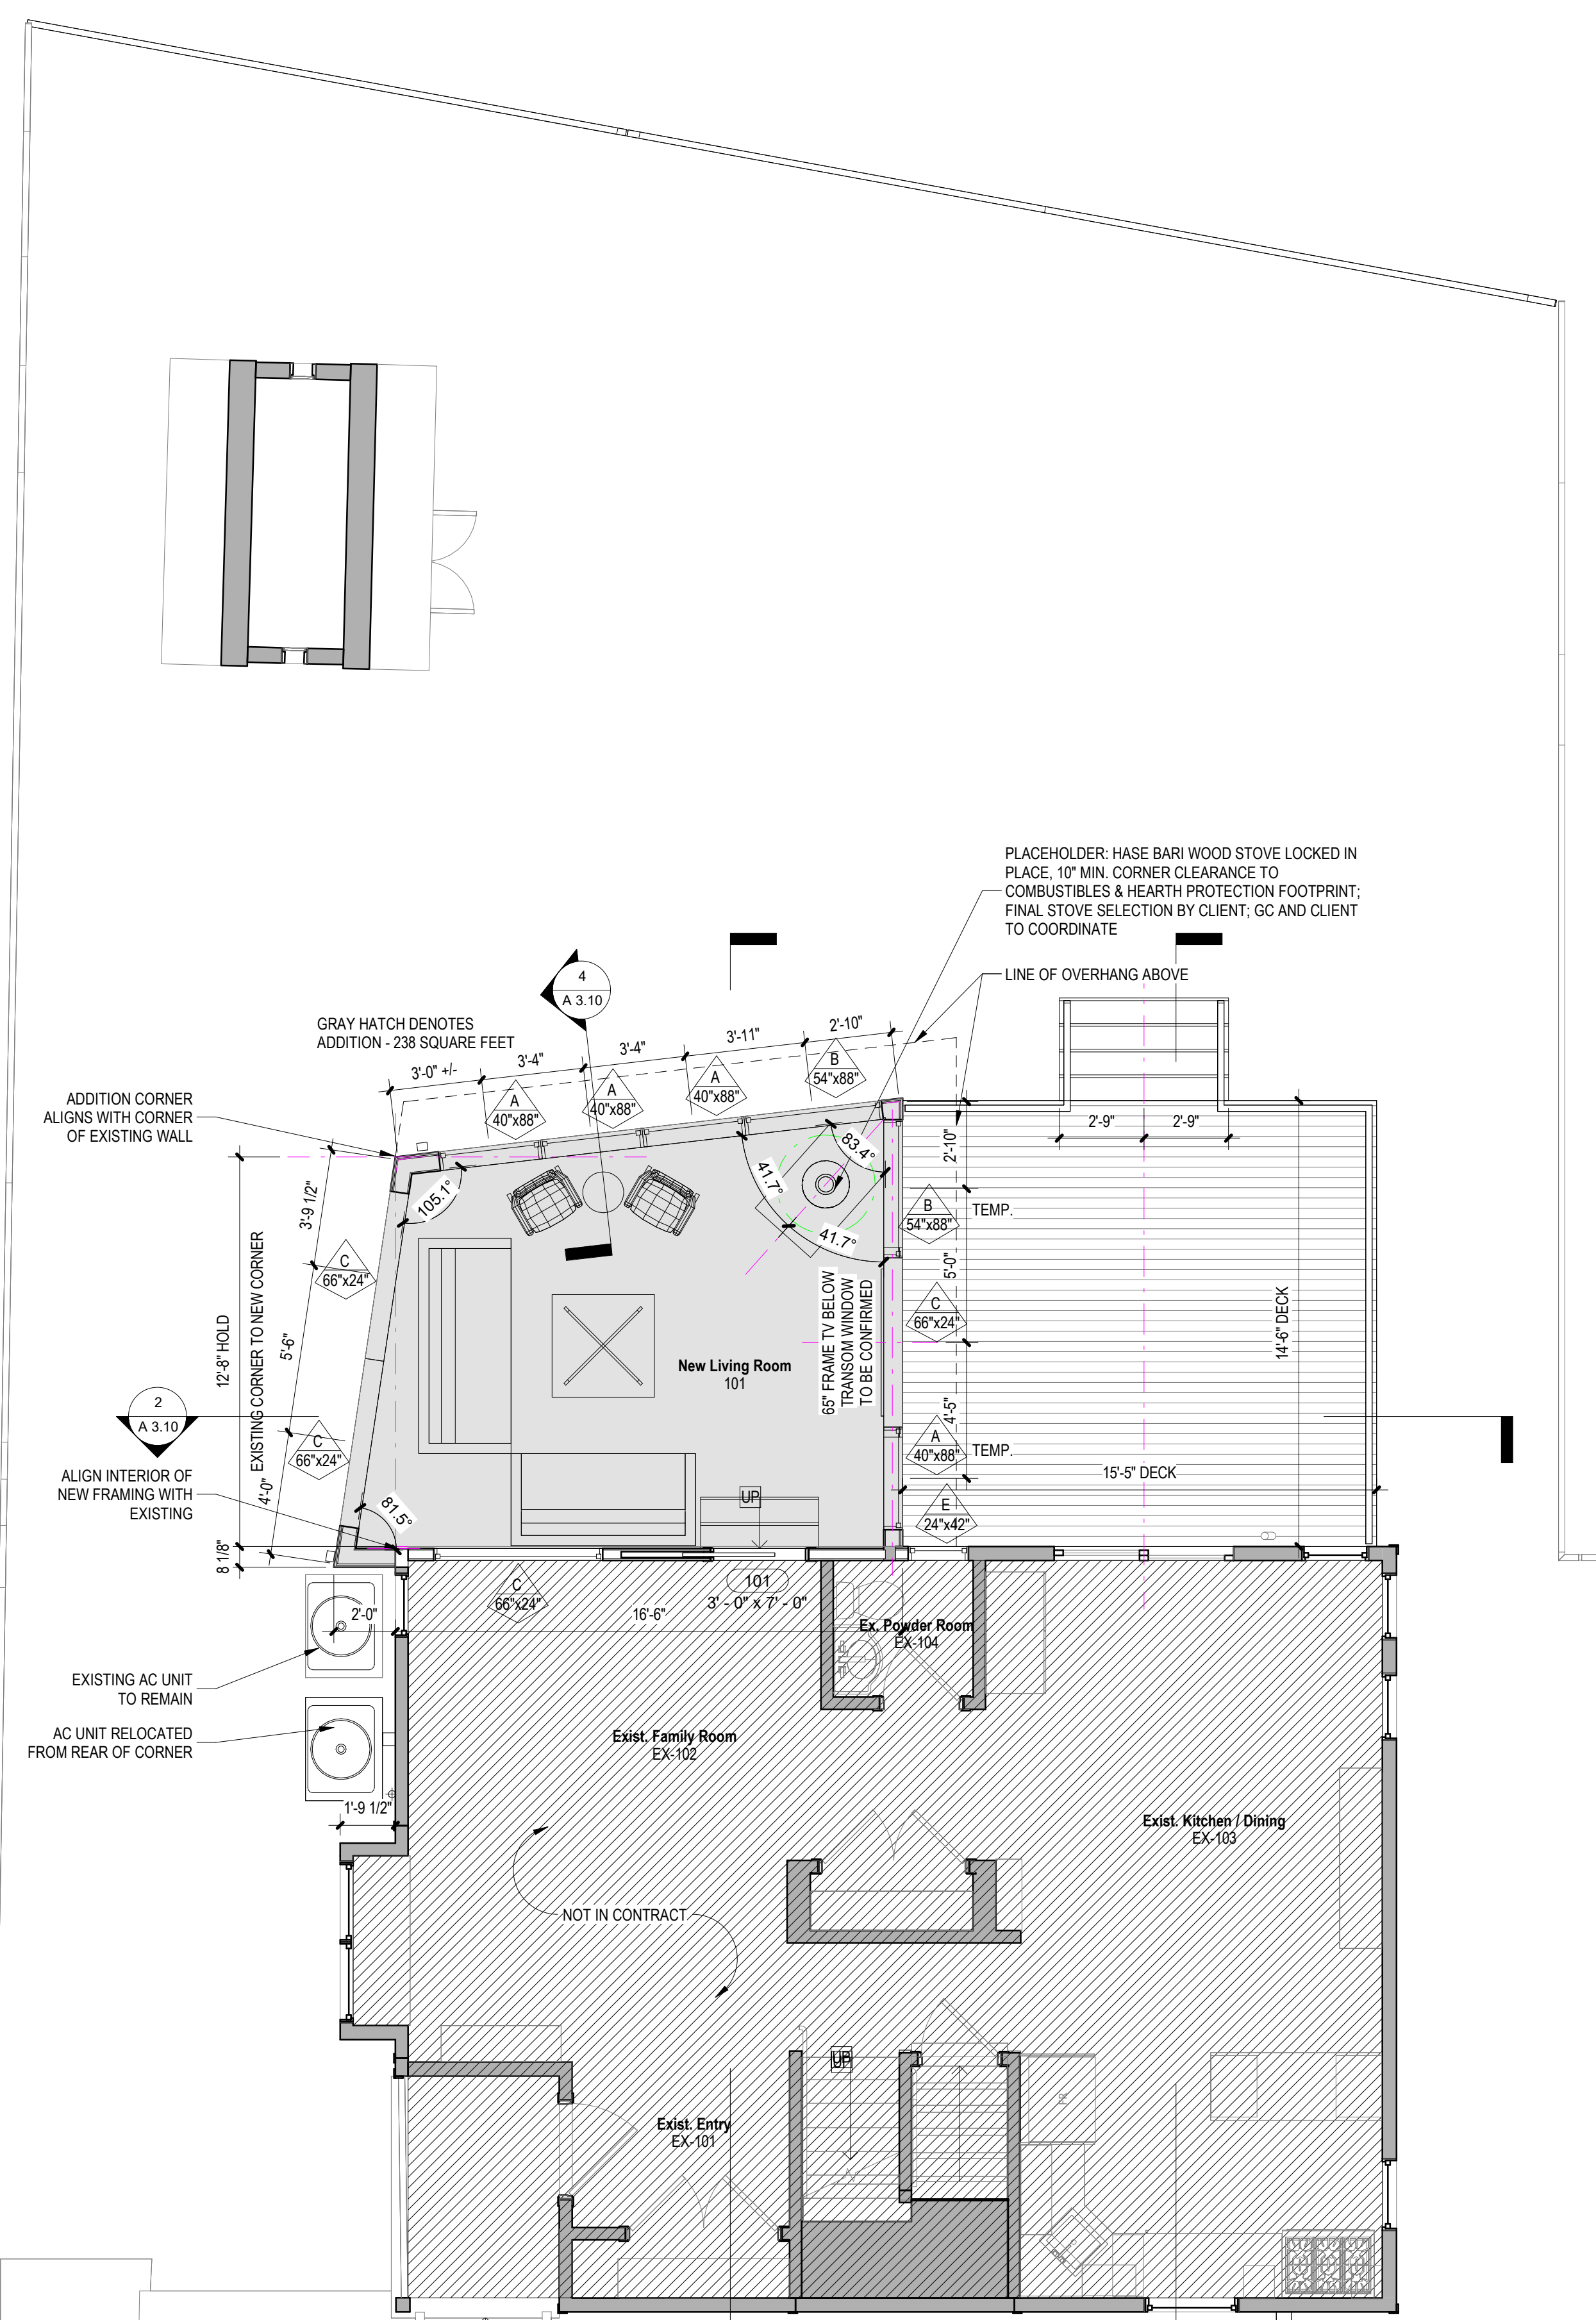 PLACEHOLDER: HASE BARI WOOD STOVE LOCKED IN
PLACE, 10" MIN. CORNER CLEARANCE TO
COMBUSTIBLES & HEARTH PROTECTION FOOTPRINT;
FINAL STOVE SELECTION BY CLIENT; GC AND CLIENT
TO COORDINATE
LINE OF OVERHANG ABOVE
4
A 3.10
GRAY HATCH DENOTES
ADDITION - 238 SQUARE FEET
3'-0" +/-
3'-4"
3'-4"
3'-11"
2'-10"
A
40"x88"
A
40"x88"
A
40"x88"
B
54"x88"
ADDITION CORNER
ALIGNS WITH CORNER
OF EXISTING WALL
2'-9"
2'-9"
83.4°
41.7°
41.7°
105.1°
2'-10"
B
54"x88"
TEMP.
3'-9 1/2"
C
66"x24"
5'-0"
C
66"x24"
12'-8" HOLD
EXISTING CORNER TO NEW CORNER
5'-6"
New Living Room
101
65" FRAME TV BELOW
TRANSOM WINDOW
TO BE CONFIRMED
14'-6" DECK
2
A 3.10
C
66"x24"
4'-5"
A
40"x88"
TEMP.
15'-5" DECK
ALIGN INTERIOR OF
NEW FRAMING WITH
EXISTING
4'-0"
81.5°
UP
E
24"x42"
8 1/8"
C
66"x24"
101
3' - 0" x 7' - 0"
2'-0"
16'-6"
Ex. Powder Room
EX-104
EXISTING AC UNIT
TO REMAIN
AC UNIT RELOCATED
FROM REAR OF CORNER
Exist. Family Room
EX-102
1'-9 1/2"
Exist. Kitchen / Dining
EX-103
NOT IN CONTRACT
UP
FR
Exist. Entry
EX-101